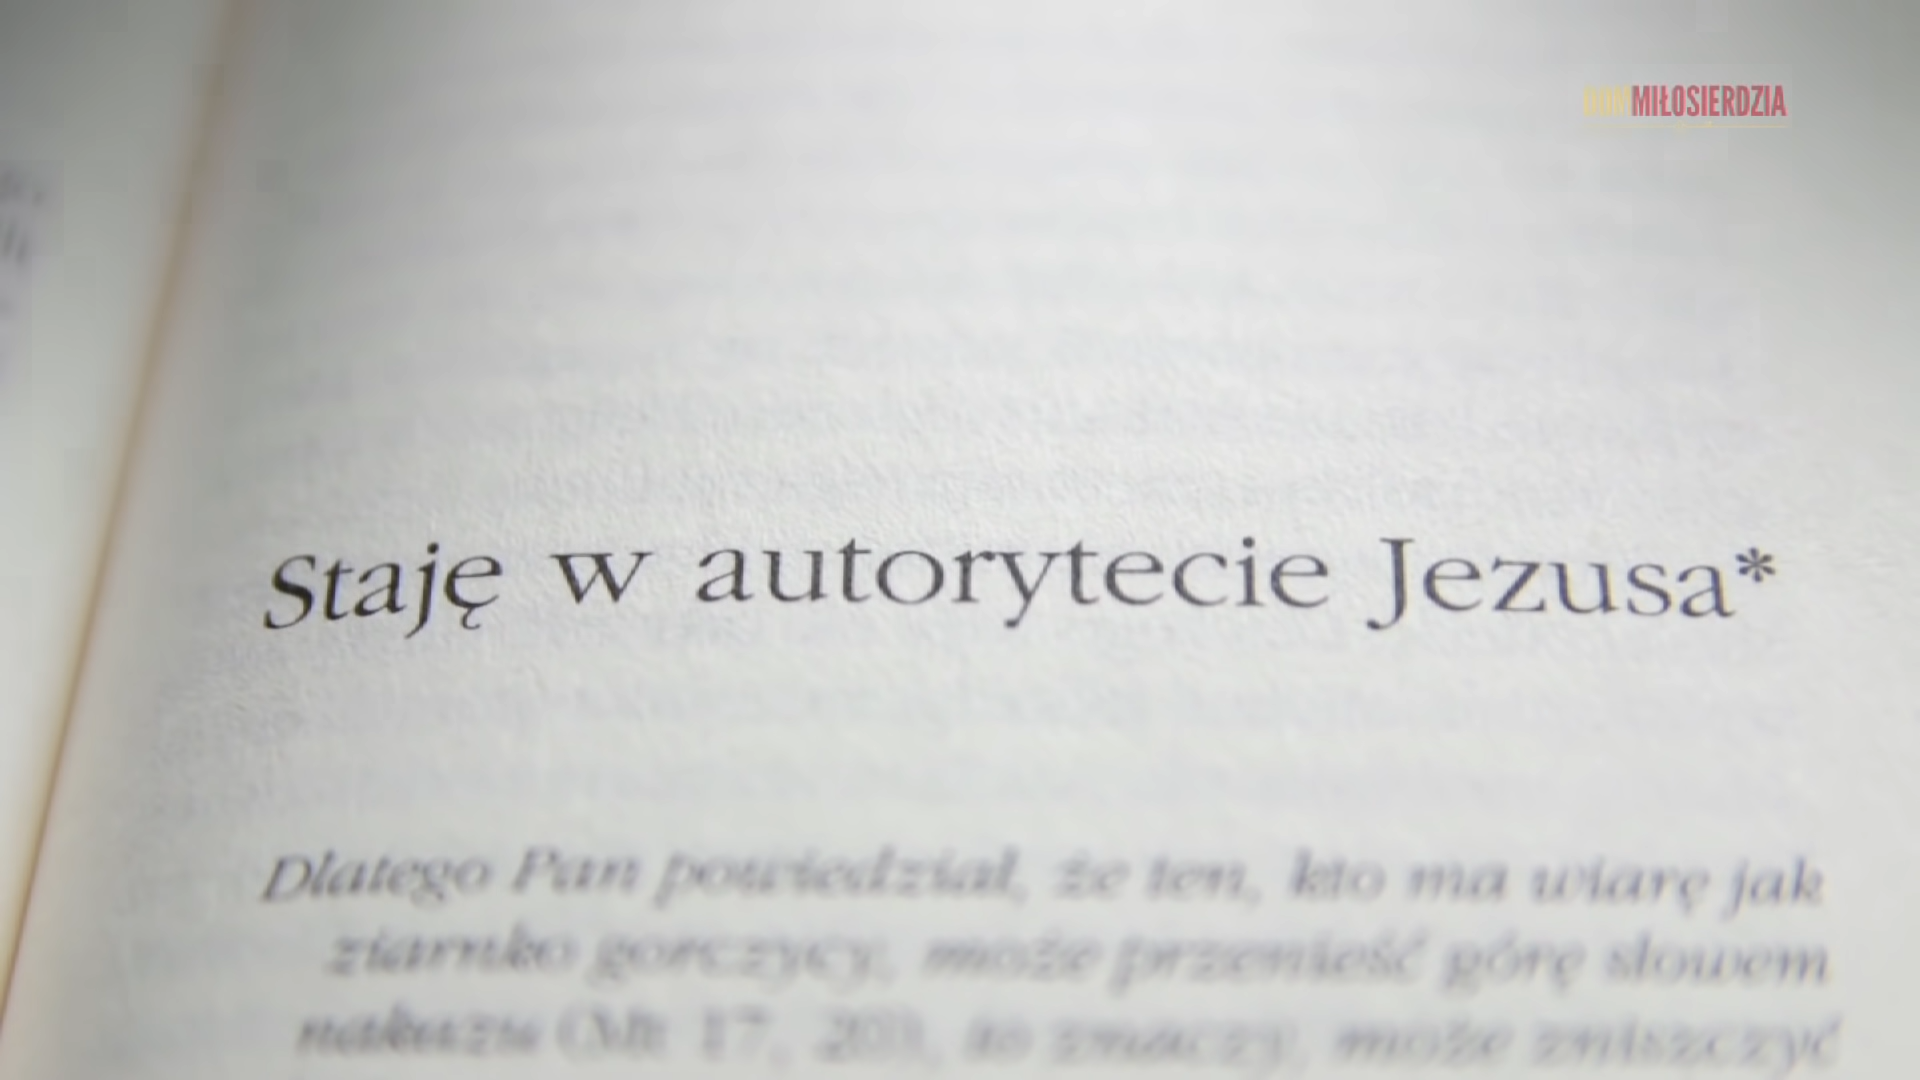 DOM MIŁOSIERDZIA
Staję w autorytecie Jezusa*
Dlatego Pan powiedział, że ten, kto ma wiarę jak
ziarnko gorczycy, może przenieść górę słowem
nakazu (Mt 17, 20), to znaczy, może zniszczyć